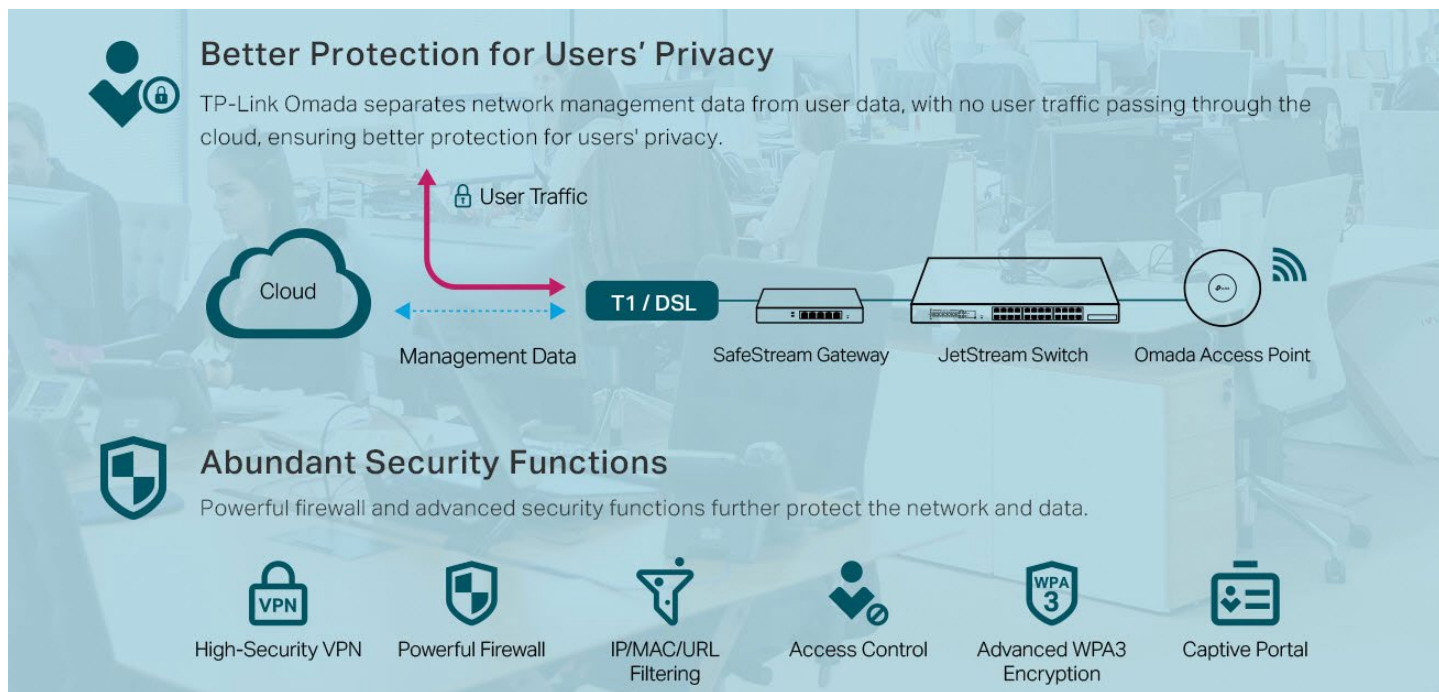 Better Protection for Users' Privacy
TP-Link Omada separates network management data from user data, with no user traffic passing through the
cloud, ensuring better protection for users' privacy.
User Traffic
Cloud
T1 / DSL
Management Data
SafeStream Gateway
JetStream Switch
Omada Access Point
Abundant Security Functions
Powerful firewall and advanced security functions further protect the network and data.
VPN
WPA
3
High-Security VPN
Powerful Firewall
IP/MAC/URL
Filtering
Access Control
Advanced WPA3
Encryption
Captive Portal